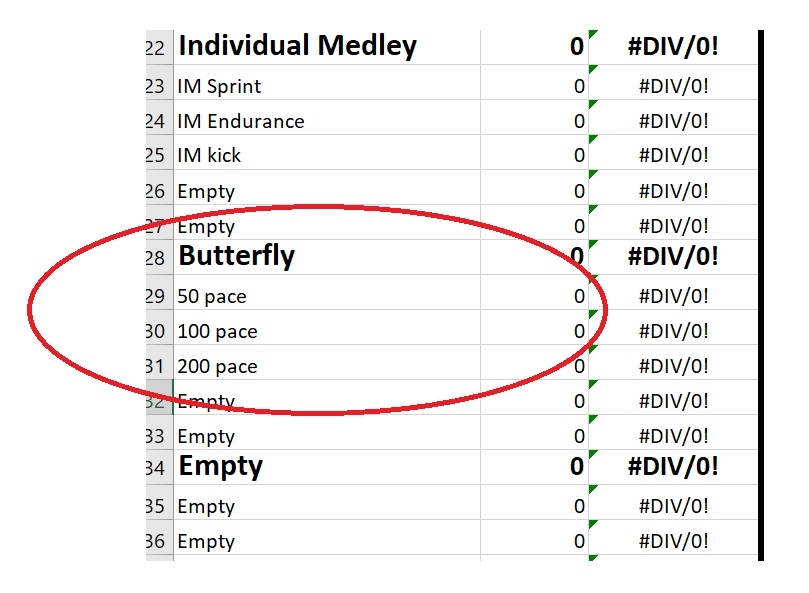 22 Individual Medley 0 #DIV/0!
23 IM Sprint 0 #DIV/0!
24 IM Endurance 0 #DIV/0!
25 IM kick 0 #DIV/0!
26 Empty 0 #DIV/0!
27 Empty 0 #DIV/0!
28 Butterfly 0 #DIV/0!
29 50 pace 0 #DIV/0!
30 100 pace 0 #DIV/0!
31 200 pace 0 #DIV/0!
32 Empty 0 #DIV/0!
33 Empty 0 #DIV/0!
34 Empty 0 #DIV/0!
35 Empty 0 #DIV/0!
36 Empty 0 #DIV/0!